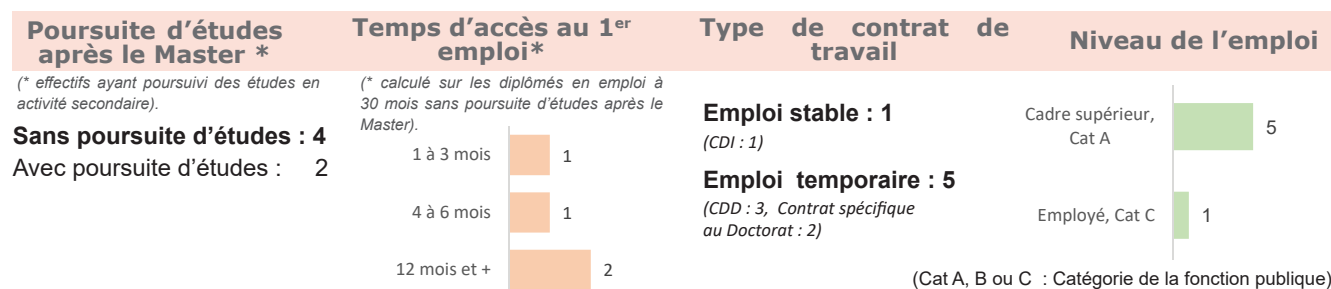 Poursuite d’études
après le Master *
(* effectifs ayant poursuivi des études en
activité secondaire).
Sans poursuite d’études : 4
Avec poursuite d’études : 2
Temps d’accès au 1er
emploi*
(* calculé sur les diplômés en emploi à
30 mois sans poursuite d’études après le
Master).
1 à 3 mois 1
4 à 6 mois 1
12 mois et + 2
Type de contrat de
travail
Emploi stable : 1
(CDI : 1)
Emploi temporaire : 5
(CDD : 3, Contrat spécifique
au Doctorat : 2)
Niveau de l’emploi
Cadre supérieur,
Cat A
5
Employé, Cat C 1
(Cat A, B ou C : Catégorie de la fonction publique)